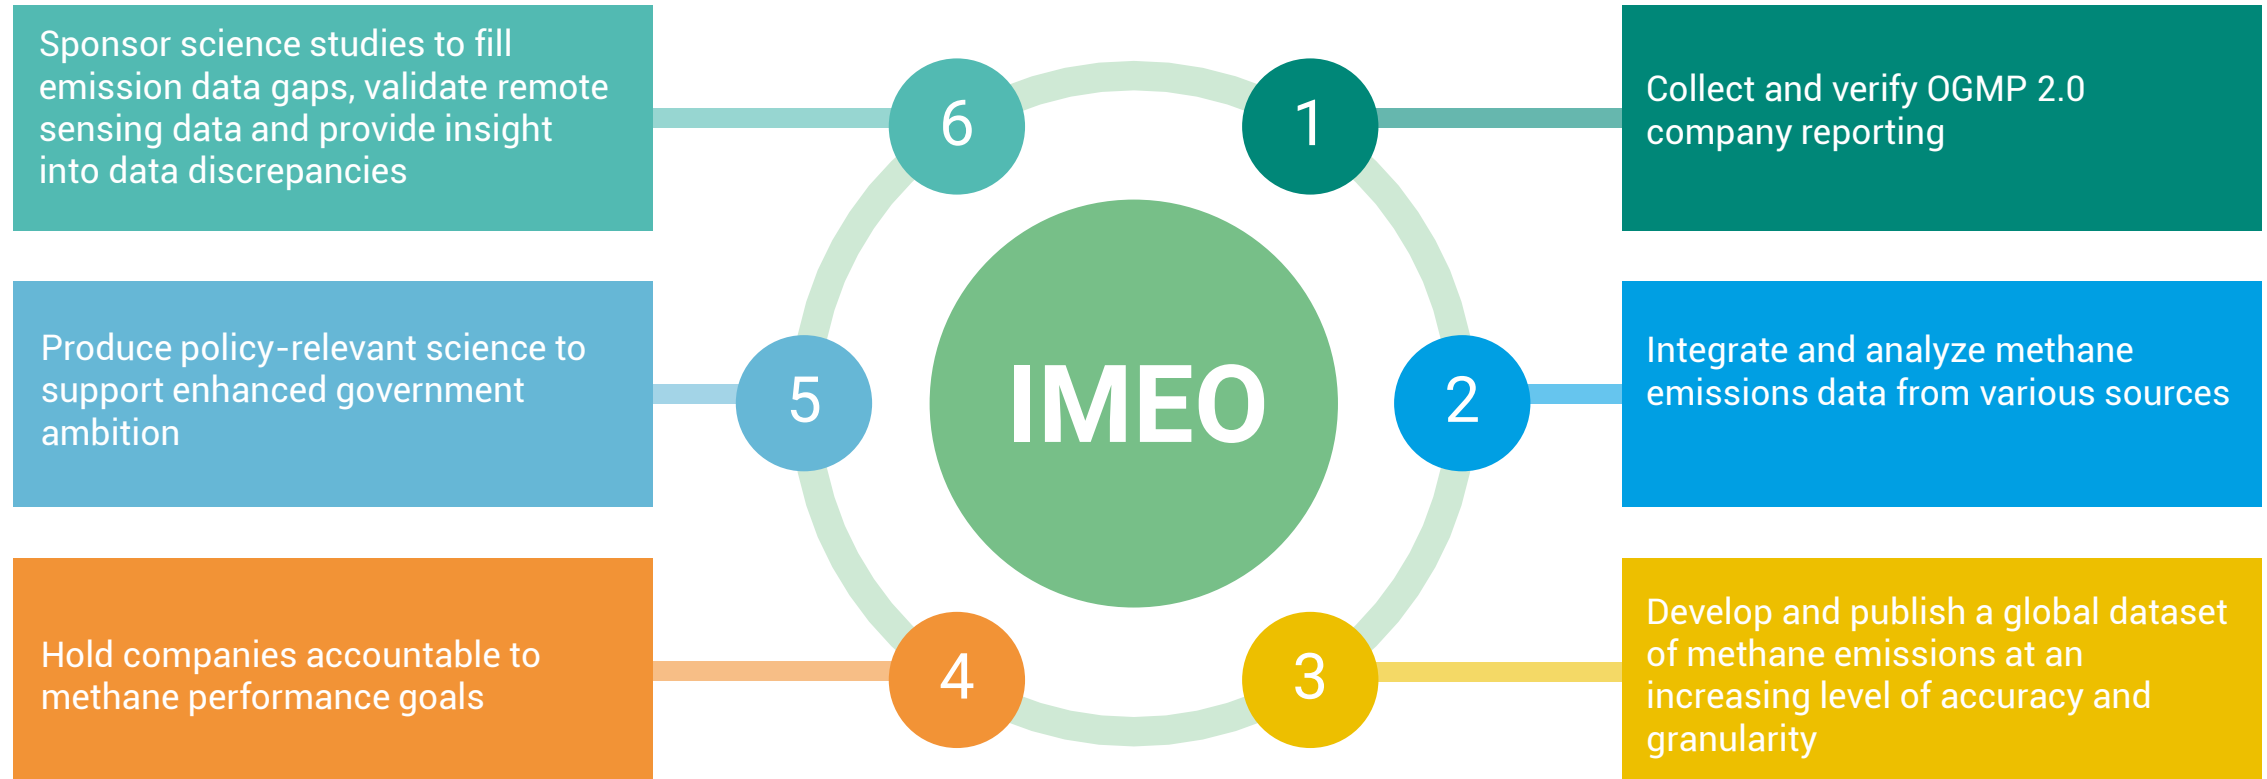 Sponsor science studies to fill
emission data gaps, validate remote
sensing data and provide insight
into data discrepancies
6
1
Collect and verify OGMP 2.0
company reporting
Produce policy-relevant science to
support enhanced government
ambition
5
IMEO
2
Integrate and analyze methane
emissions data from various sources
Hold companies accountable to
methane performance goals
4
3
Develop and publish a global dataset
of methane emissions at an
increasing level of accuracy and
granularity